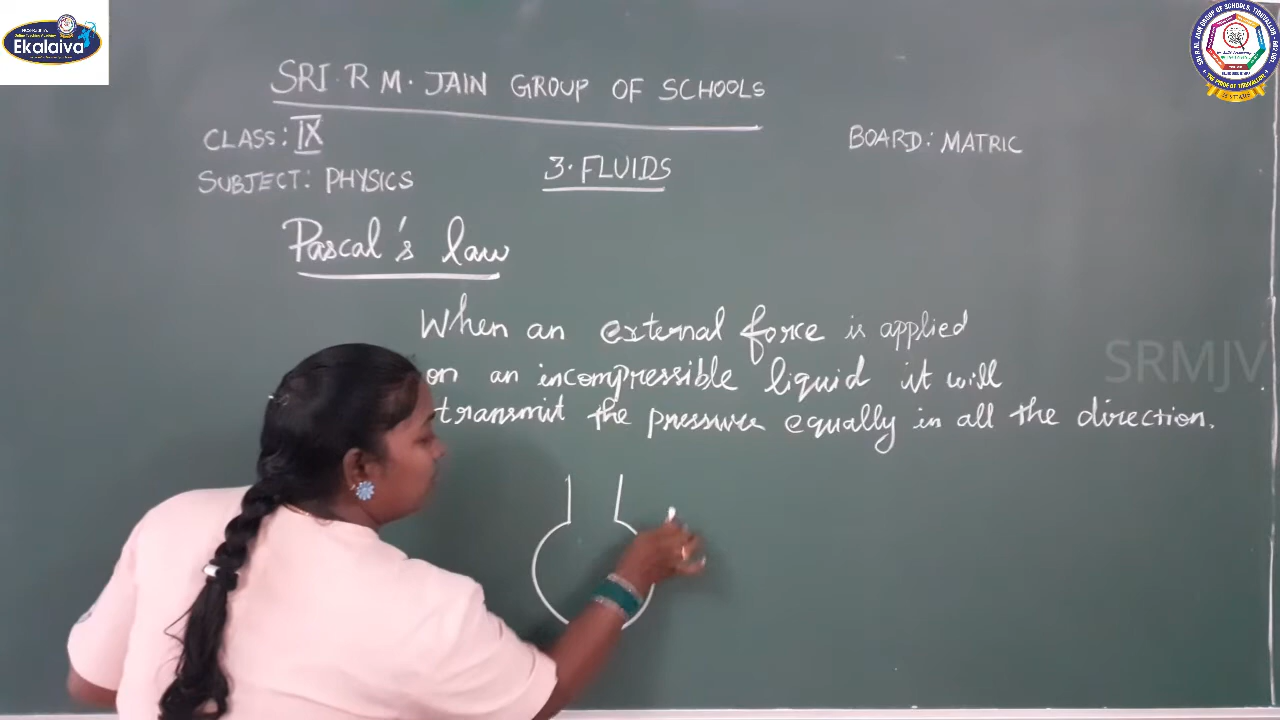 Ekalaiva
SRI. R M. JAIN GROUP OF SCHOOLS
CLASS: IX
BOARD: MATRIC
3. FLUIDS
SUBJECT: PHYSICS
Pascal's law
When an external force is applied
on an incompressible liquid it will
transmit the pressure equally in all the direction.
SRMJV